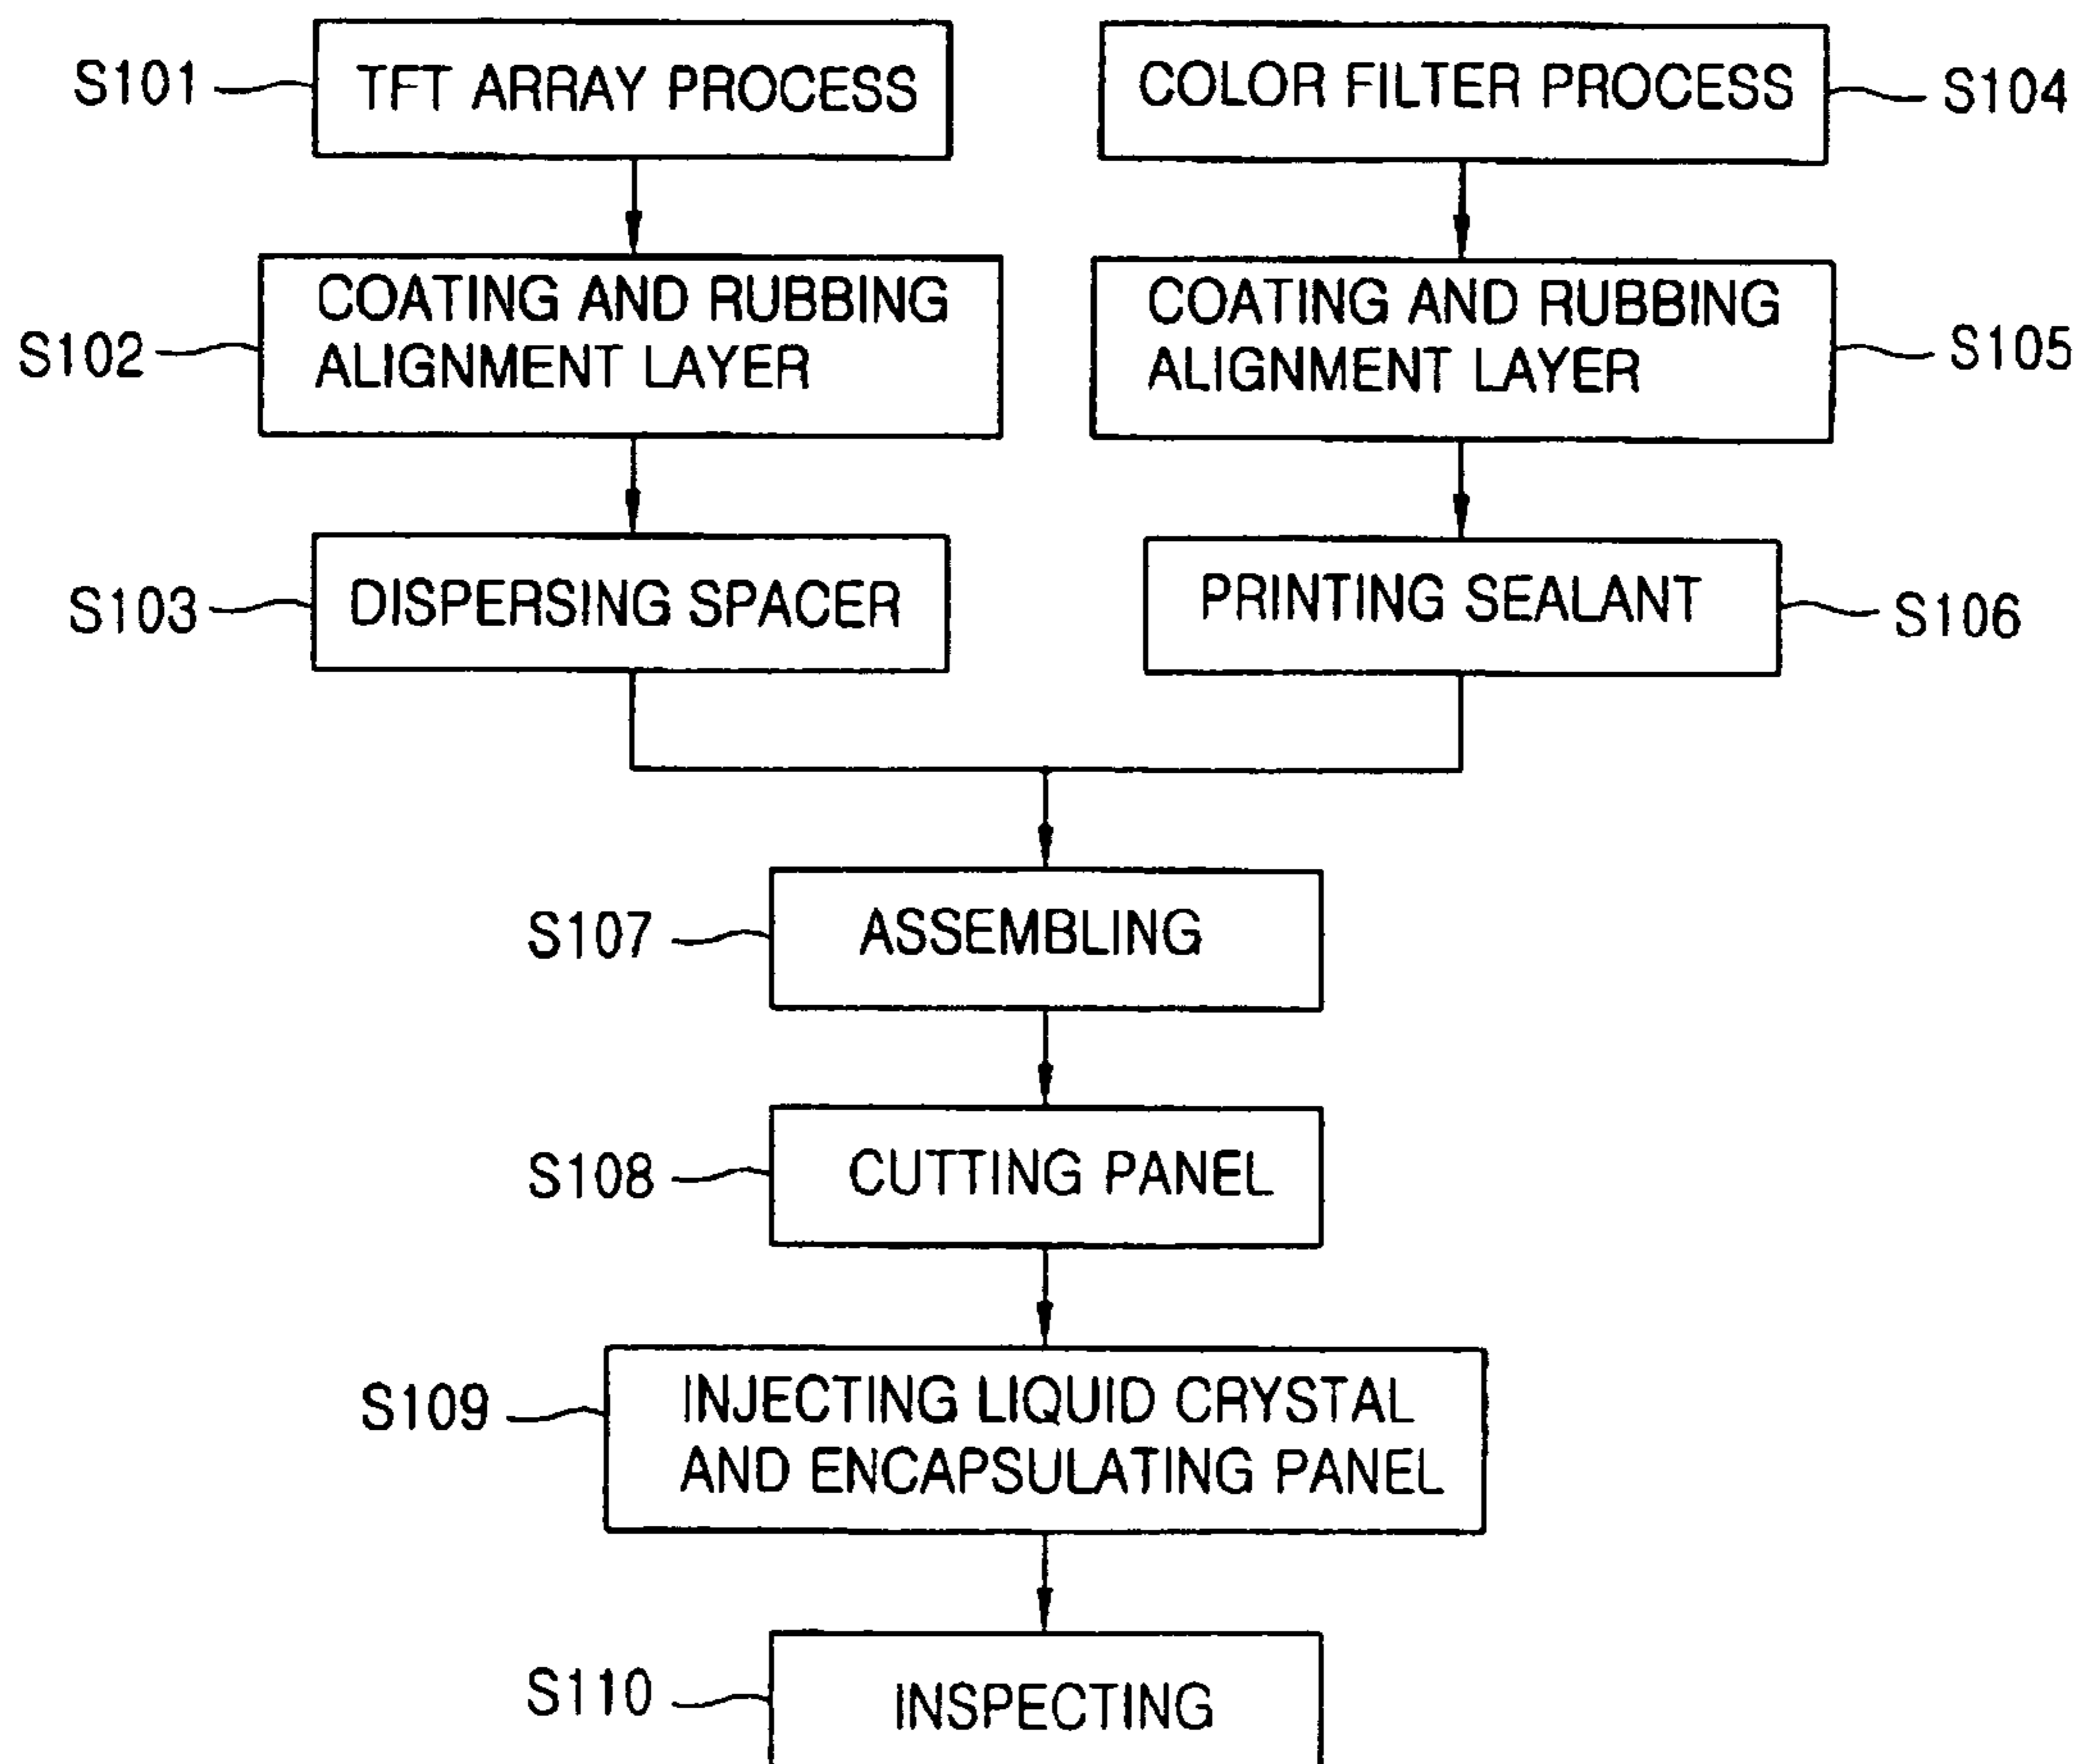 S101
TFT ARRAY PROCESS
COLOR FILTER PROCESS
S104
S102
COATING AND RUBBING
ALIGNMENT LAYER
COATING AND RUBBING
ALIGNMENT LAYER
S105
S103
DISPERSING SPACER
PRINTING SEALANT
S106
S107
ASSEMBLING
S108
CUTTING PANEL
S109
INJECTING LIQUID CRYSTAL
AND ENCAPSULATING PANEL
S110
INSPECTING